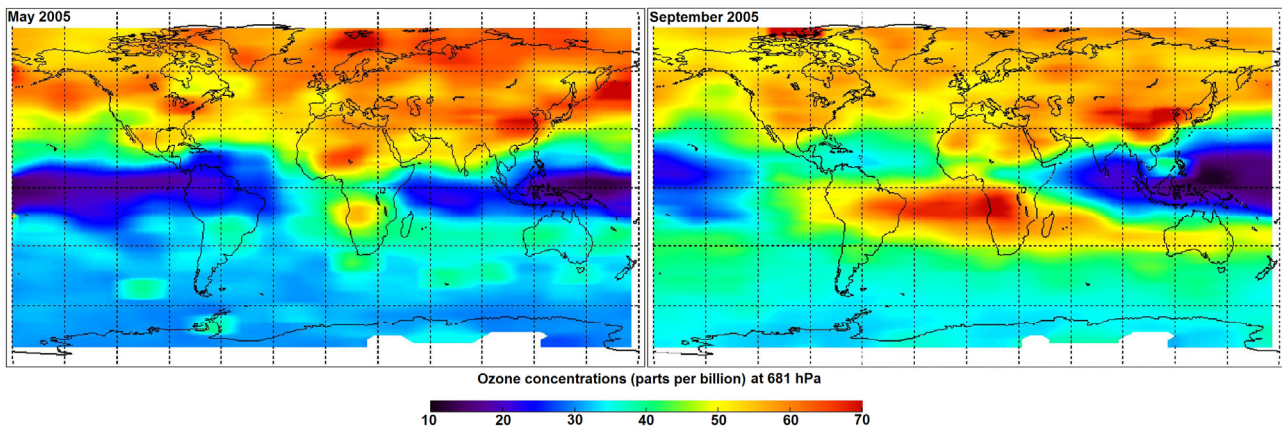 May 2005
September 2005
Ozone concentrations (parts per billion) at 681 hPa
10 20 30 40 50 60 70